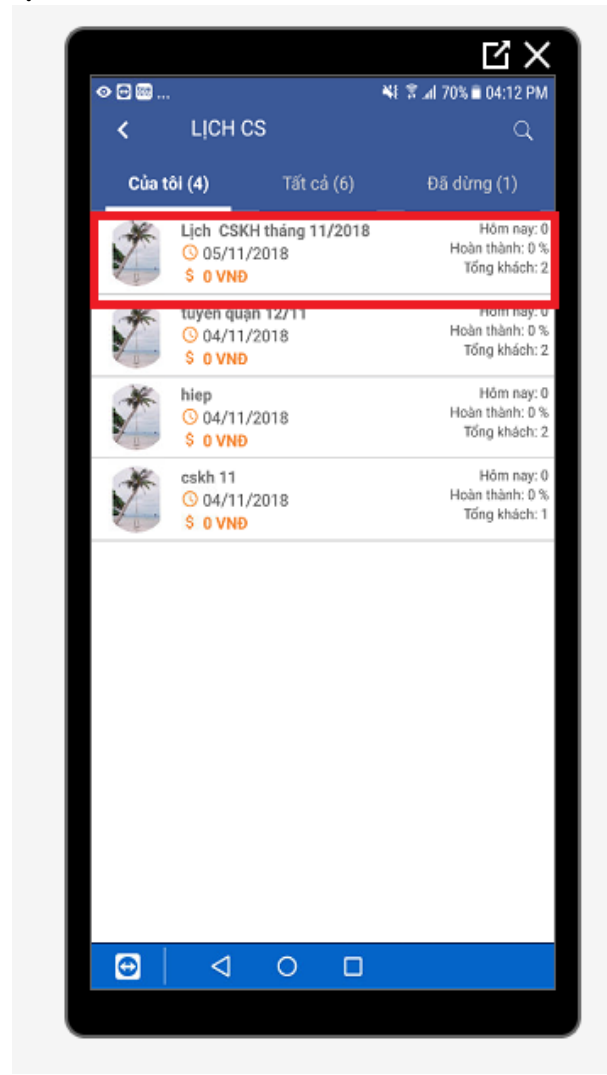 ... 70% 04:12 PM
LỊCH CS
Của tôi (4) Tất cả (6) Đã dừng (1)
Lịch CSKH tháng 11/2018 Hôm nay: 0
05/11/2018 Hoàn thành: 0 %
$ 0 VNĐ Tổng khách: 2
tuyến quận 12/11 Hôm nay: 0
04/11/2018 Hoàn thành: 0 %
$ 0 VNĐ Tổng khách: 2
hiep Hôm nay: 0
04/11/2018 Hoàn thành: 0 %
$ 0 VNĐ Tổng khách: 2
cskh 11 Hôm nay: 0
04/11/2018 Hoàn thành: 0 %
$ 0 VNĐ Tổng khách: 1